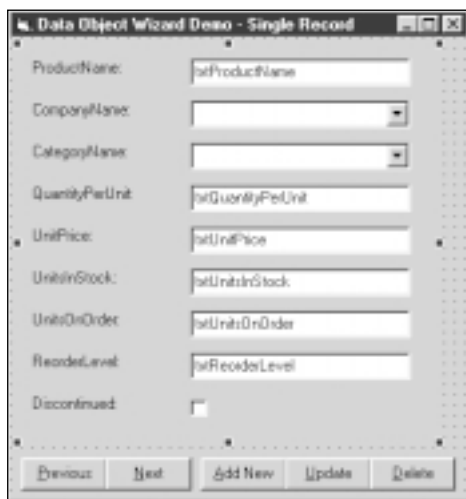 Data Object Wizard Demo - Single Record
ProductName: txtProductName
CompanyName:
CategoryName:
QuantityPerUnit txtQuantityPerUnit
UnitPrice: txtUnitPrice
UnitsInStock: txtUnitsInStock
UnitsOnOrder: txtUnitsOnOrder
ReorderLevel: txtReorderLevel
Discontinued:
Previous Next Add New Update Delete